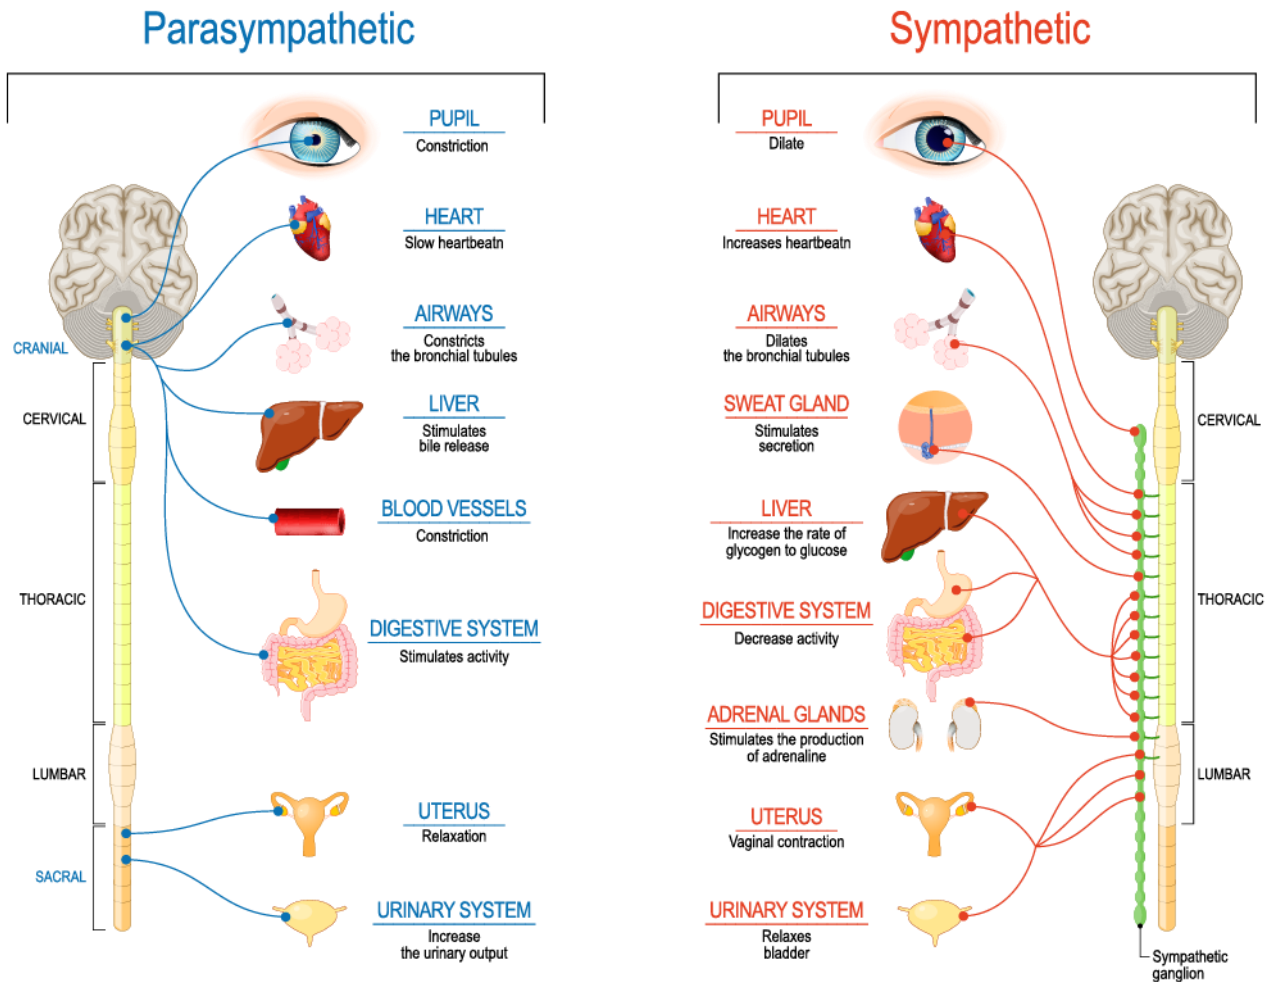 Parasympathetic
PUPIL
Constriction
HEART
Slow heartbeatn
AIRWAYS
Constricts
the bronchial tubules
LIVER
Stimulates
bile release
BLOOD VESSELS
Constriction
DIGESTIVE SYSTEM
Stimulates activity
UTERUS
Relaxation
URINARY SYSTEM
Increase
the urinary output
CRANIAL
CERVICAL
THORACIC
LUMBAR
SACRAL
Sympathetic
PUPIL
Dilate
HEART
Increases heartbeatn
AIRWAYS
Dilates
the bronchial tubules
SWEAT GLAND
Stimulates
secretion
LIVER
Increase the rate of
glycogen to glucose
DIGESTIVE SYSTEM
Decrease activity
ADRENAL GLANDS
Stimulates the production
of adrenaline
UTERUS
Vaginal contraction
URINARY SYSTEM
Relaxes
bladder
CERVICAL
THORACIC
LUMBAR
Sympathetic
ganglion